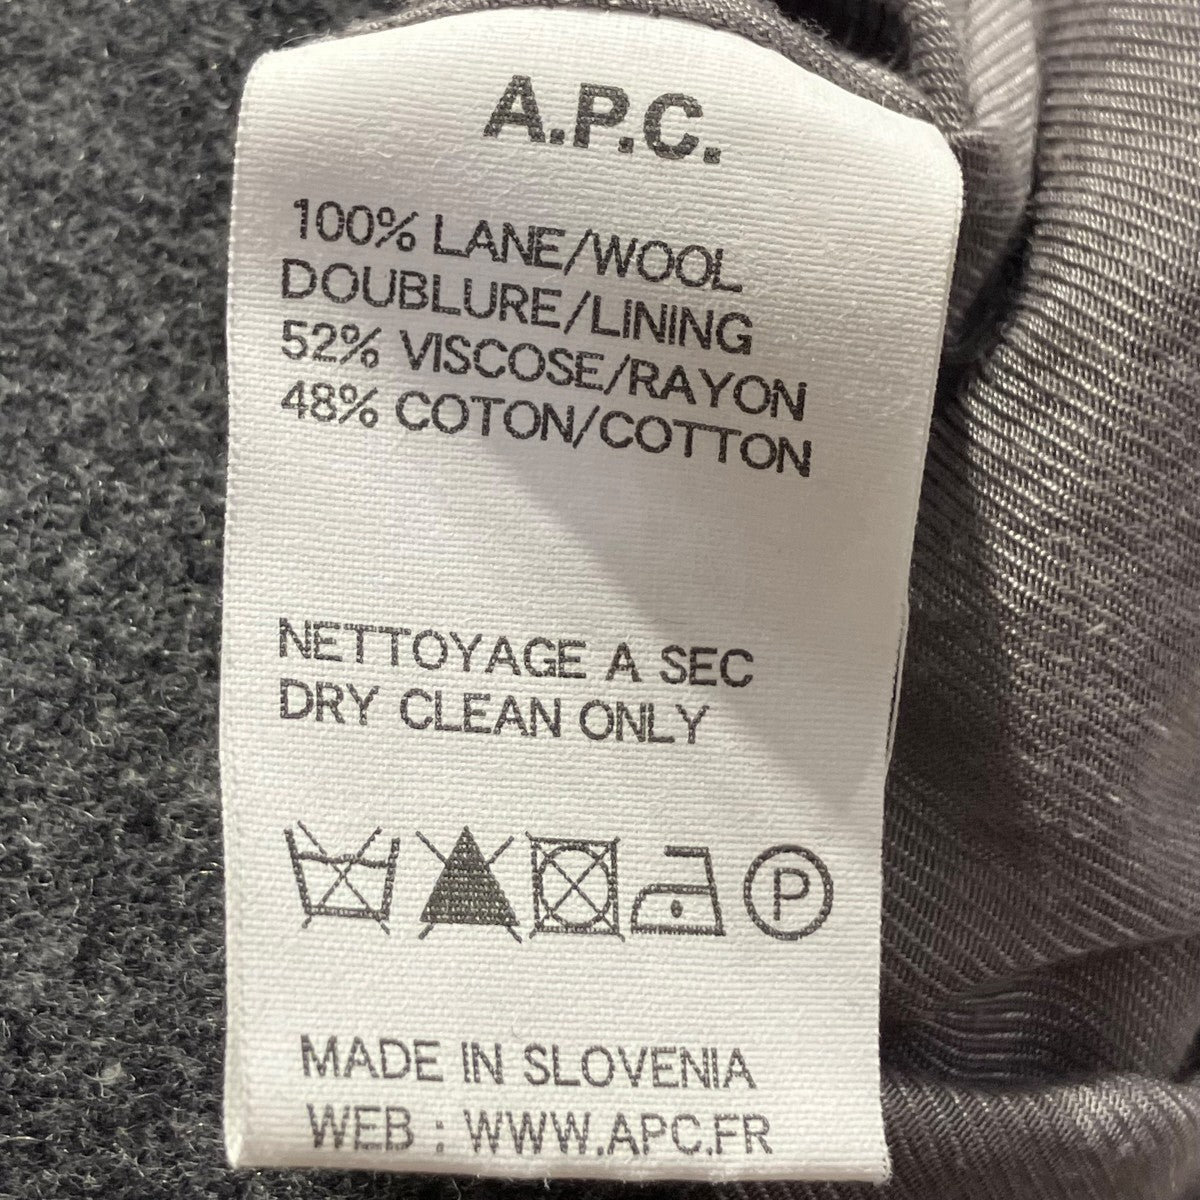 A.P.C.
100% LANE/WOOL
DOUBLURE/LINING
52% VISCOSE/RAYON
48% COTON/COTTON
NETTOYAGE A SEC
DRY CLEAN ONLY
P
MADE IN SLOVENIA
WEB : WWW.APC.FR